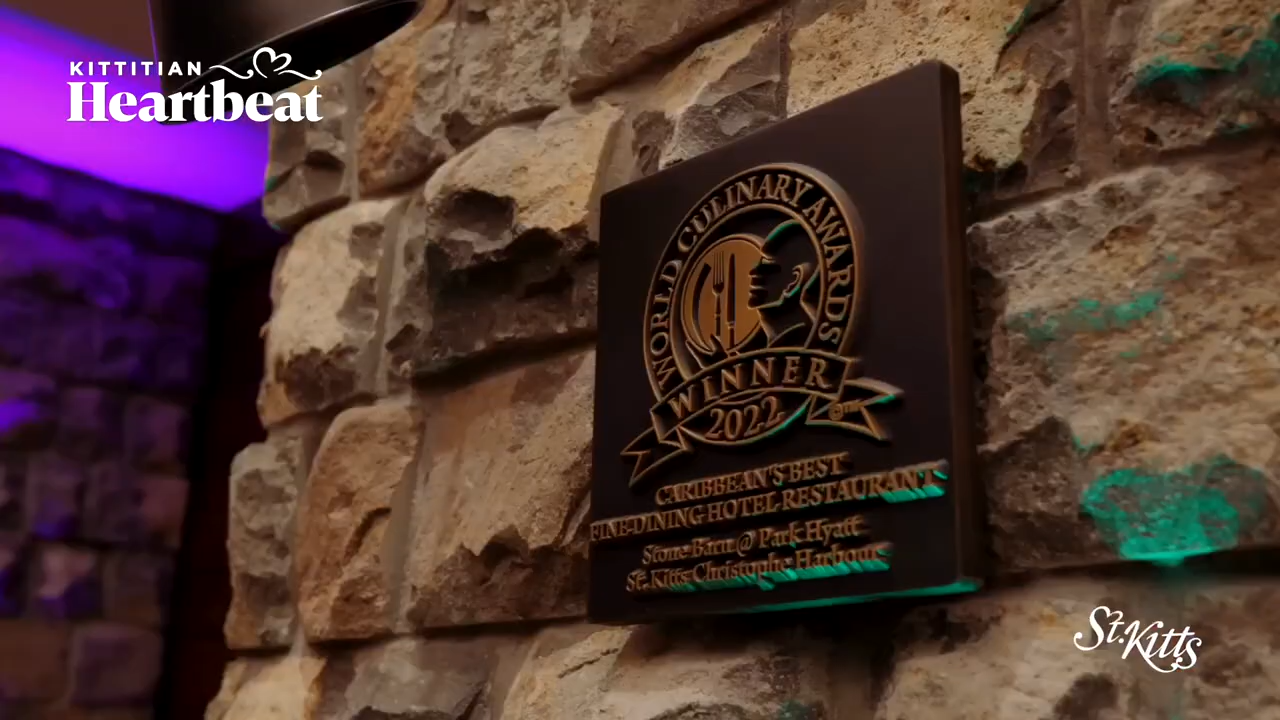 KITTITIAN
Heartbeat
WORLD CULINARY AWARDS
WINNER
2022
CARIBBEAN'S BEST
FINE DINING HOTEL RESTAURANT
Stone Barn @ Park Hyatt
St. Kitts Christophe Harbour
St. Kitts